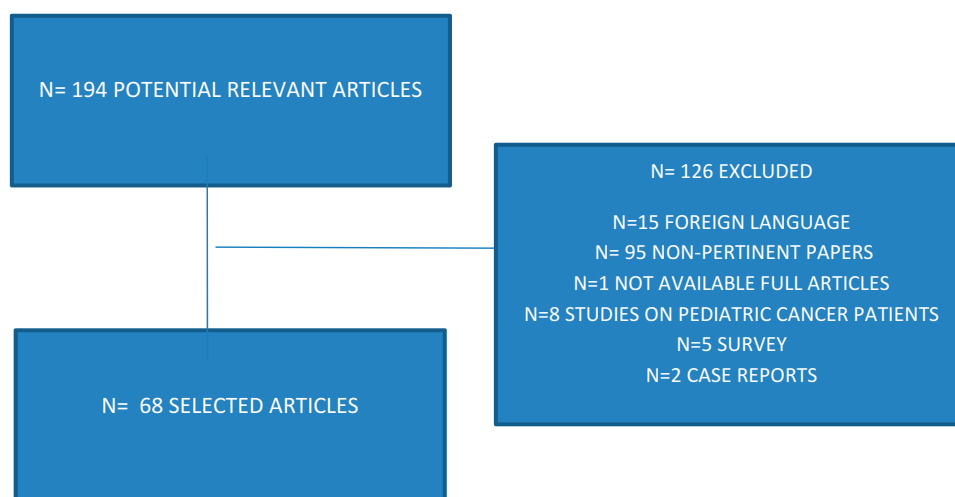 N= 194 POTENTIAL RELEVANT ARTICLES
N= 126 EXCLUDED
N=15 FOREIGN LANGUAGE
N= 95 NON-PERTINENT PAPERS
N=1 NOT AVAILABLE FULL ARTICLES
N=8 STUDIES ON PEDIATRIC CANCER PATIENTS
N=5 SURVEY
N=2 CASE REPORTS
N= 68 SELECTED ARTICLES